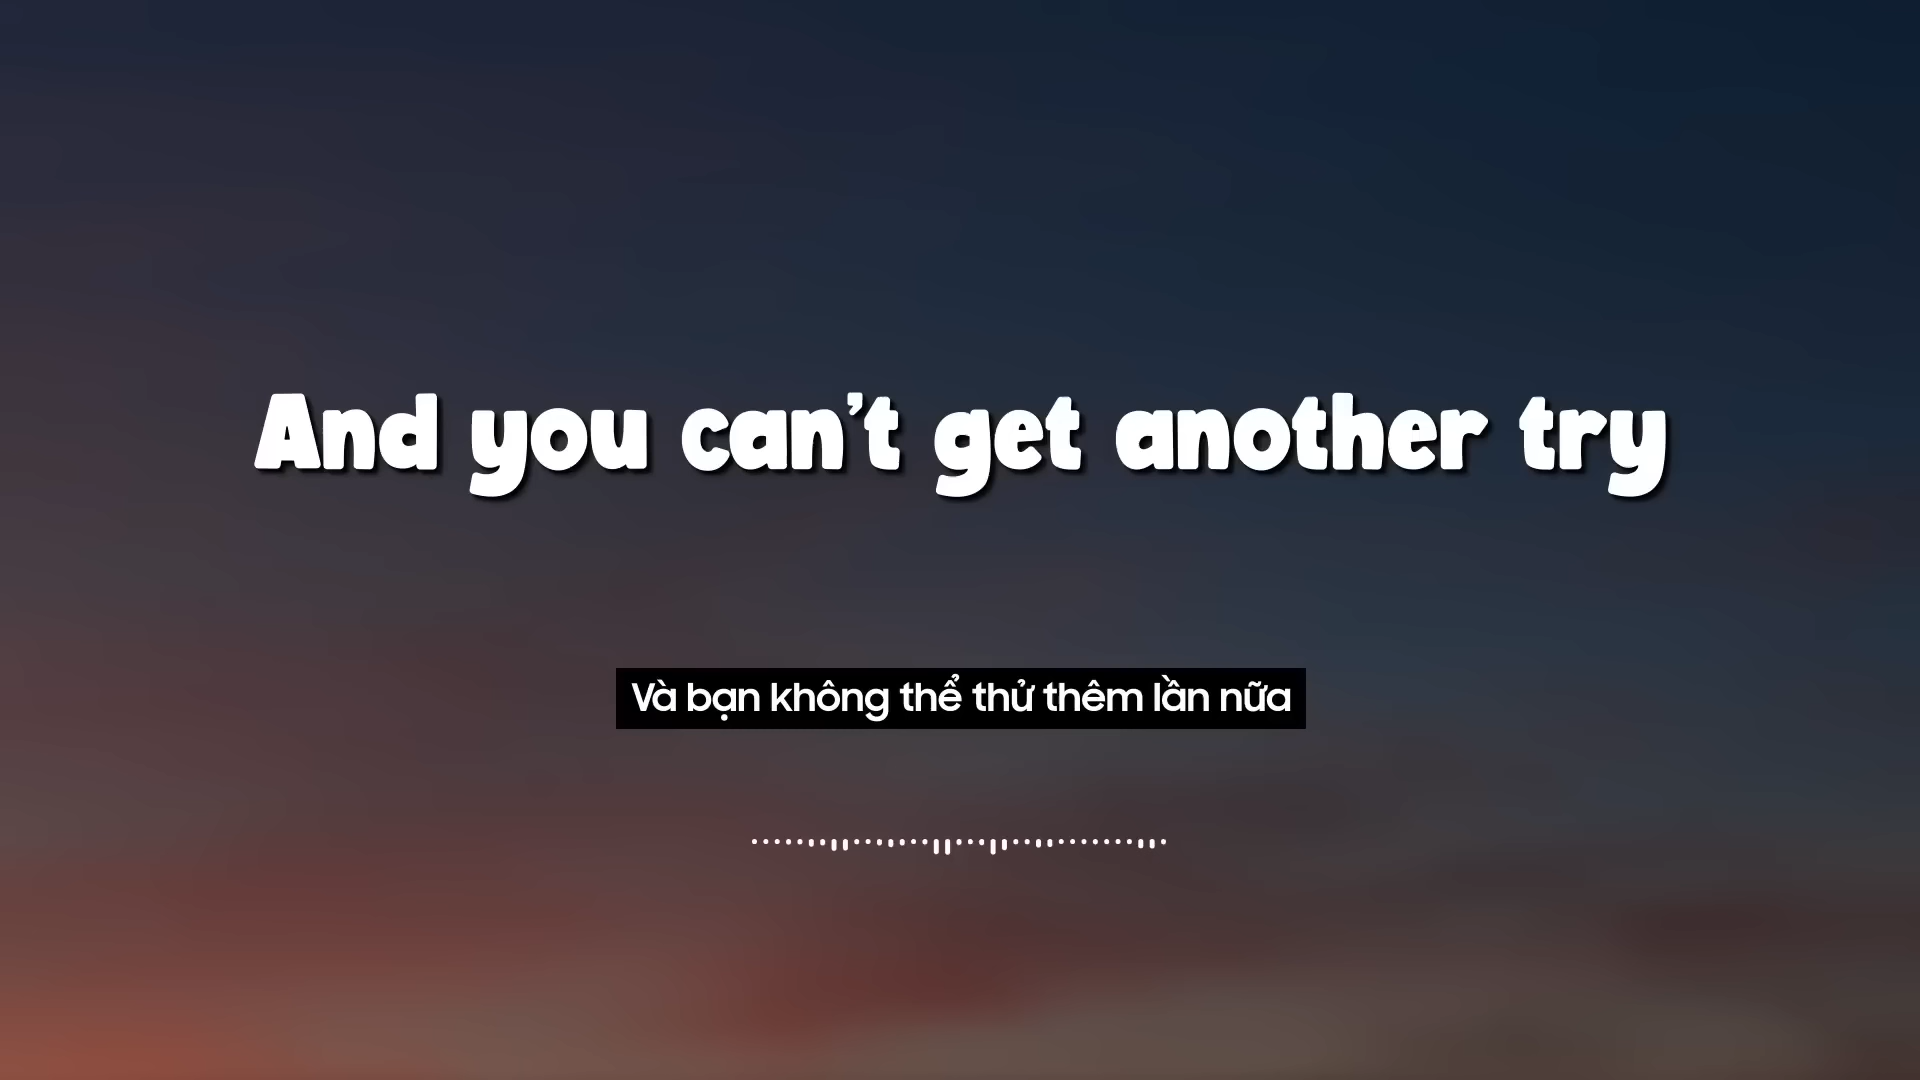 And you can't get another try
Và bạn không thể thử thêm lần nữa